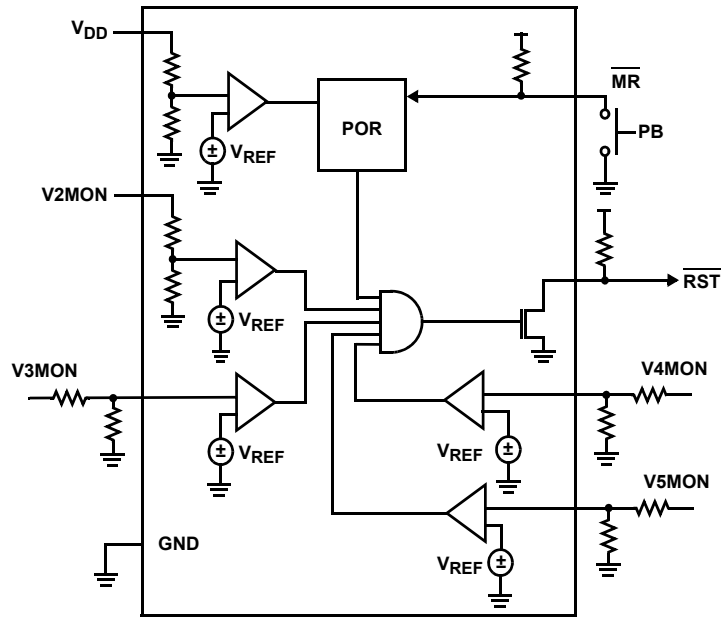 VDD
MR
POR
PB
VREF
V2MON
RST
VREF
V3MON
V4MON
VREF
VREF
V5MON
GND
VREF
± 
±
±
±
±